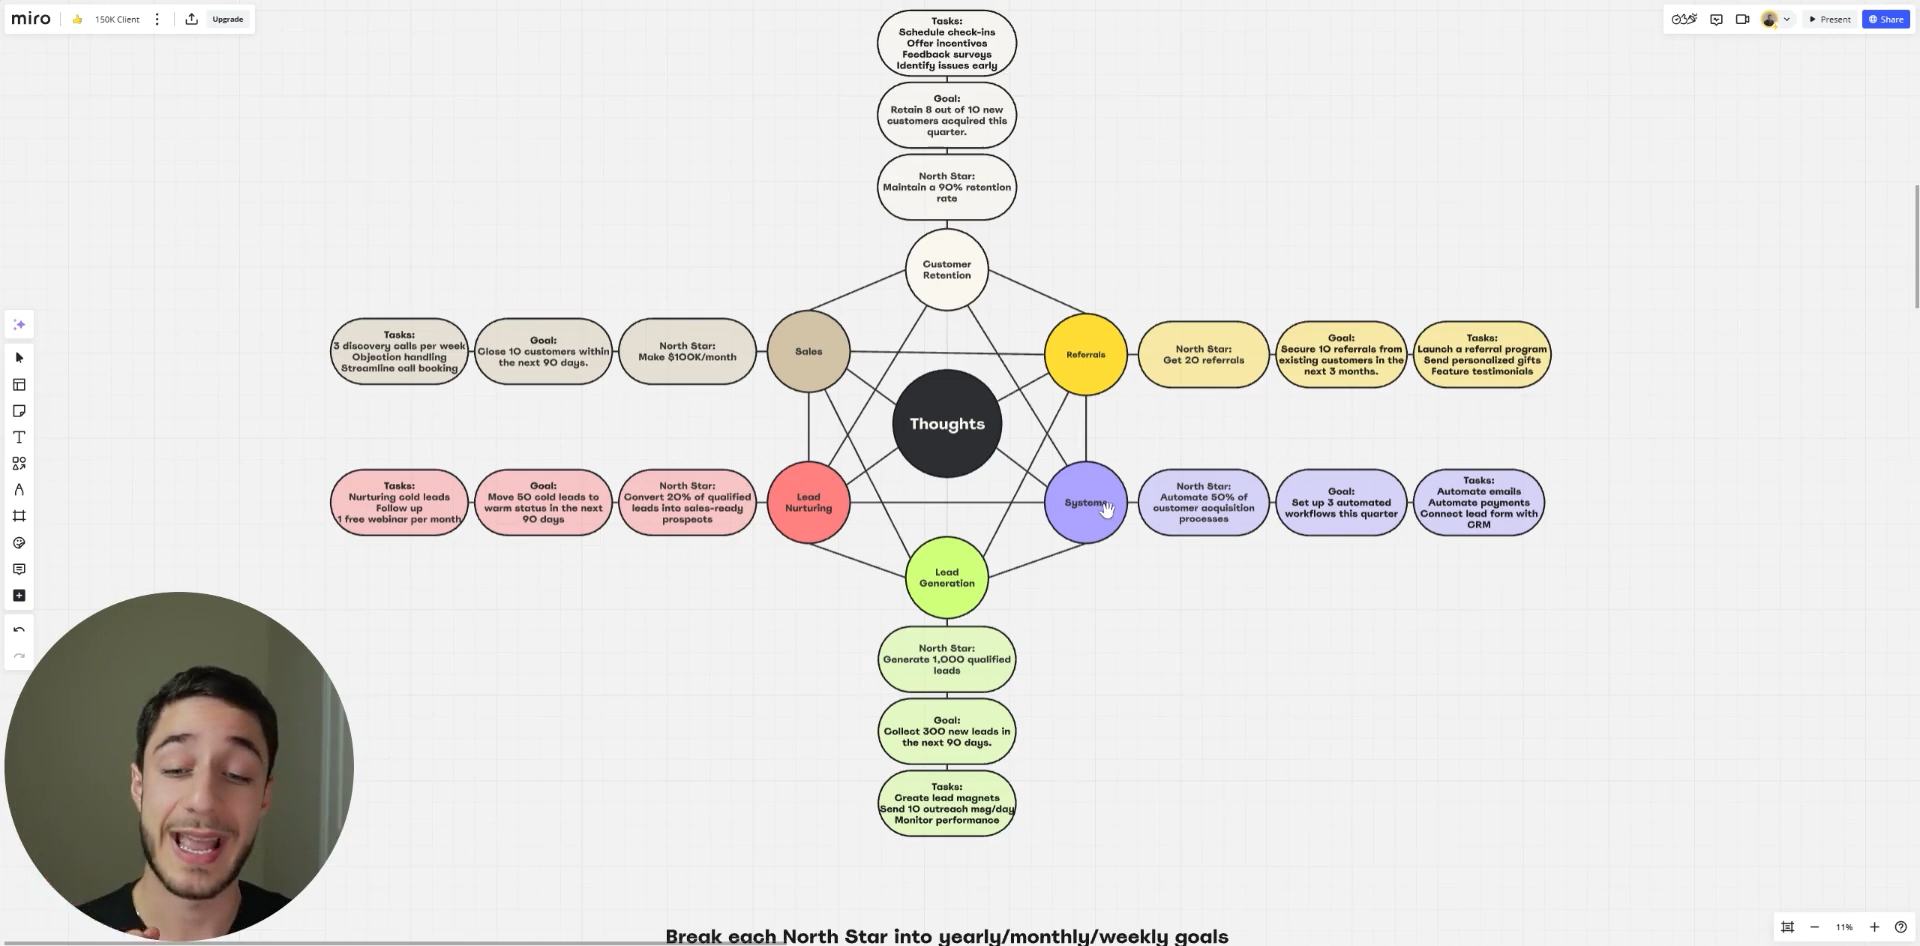 miro
150K Client
Upgrade
Present
Share
Tasks:
Schedule check-ins
Offer incentives
Feedback surveys
Identify issues early
Goal:
Retain 8 out of 10 new
customers acquired this
quarter.
North Star:
Maintain a 90% retention
rate
Customer
Retention
Tasks:
3 discovery calls per week
Objection handling
Streamline call booking
Goal:
Close 10 customers within
the next 90 days.
North Star:
Make $100K/month
Sales
Referrals
North Star:
Get 20 referrals
Goal:
Secure 10 referrals from
existing customers in the
next 3 months.
Tasks:
Launch a referral program
Send personalized gifts
Feature testimonials
Thoughts
Tasks:
Nurturing cold leads
Follow up
1 free webinar per month
Goal:
Move 50 cold leads to
warm status in the next
90 days
North Star:
Convert 20% of qualified
leads into sales-ready
prospects
Lead
Nurturing
Systems
North Star:
Automate 50% of
customer acquisition
processes
Goal:
Set up 3 automated
workflows this quarter
Tasks:
Automate emails
Automate payments
Connect lead form with
CRM
Lead
Generation
North Star:
Generate 1,000 qualified
leads
Goal:
Collect 300 new leads in
the next 90 days.
Tasks:
Create lead magnets
Send 10 outreach msg/day
Monitor performance
Break each North Star into yearly/monthly/weekly goals
11%